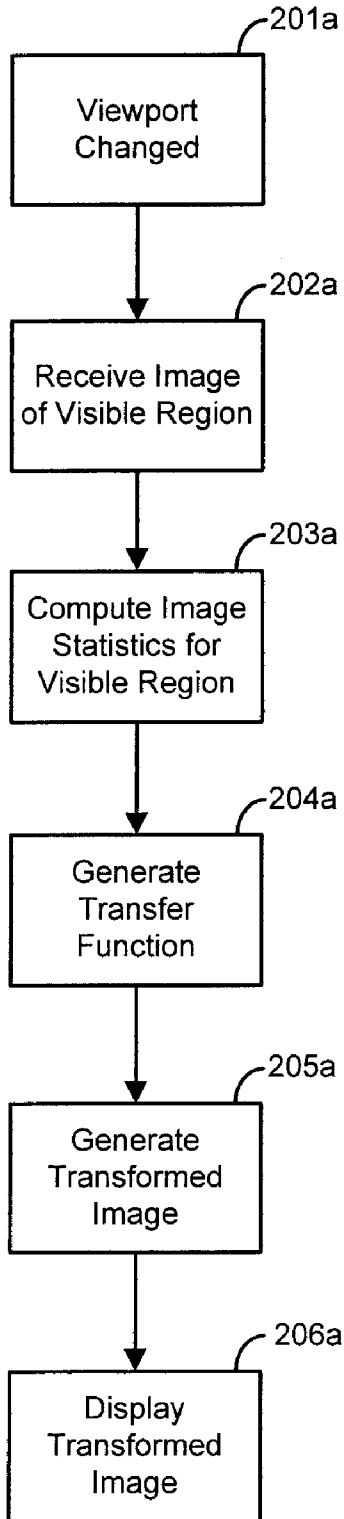 201a
Viewport
Changed
202a
Receive Image
of Visible Region
203a
Compute Image
Statistics for
Visible Region
204a
Generate
Transfer
Function
205a
Generate
Transformed
Image
206a
Display
Transformed
Image